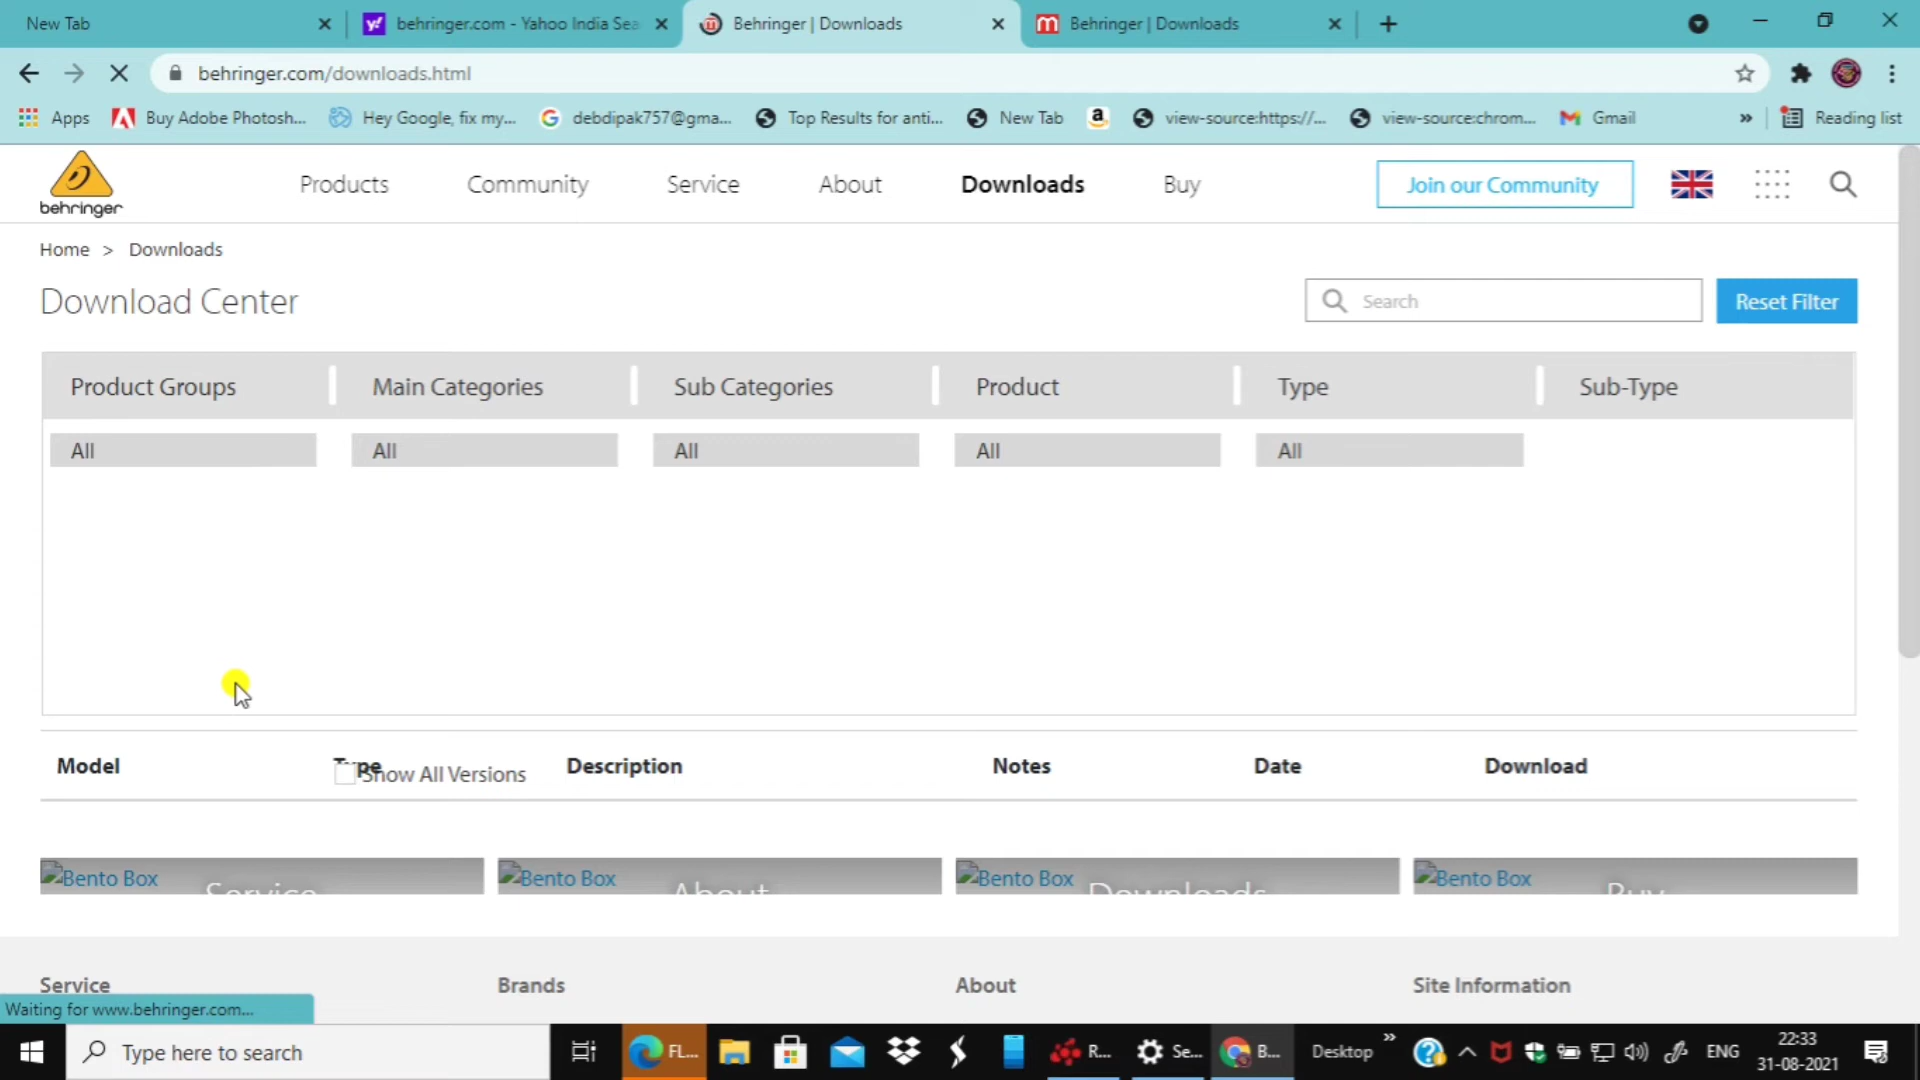 New Tab
behringer.com - Yahoo India Sea
Behringer | Downloads
Behringer | Downloads
behringer.com/downloads.html
Apps
Buy Adobe Photosh...
Hey Google, fix my...
debdipak757@gma...
Top Results for anti...
New Tab
view-source:https://...
view-source:chrom...
Gmail
»
Reading list
behringer
Products
Community
Service
About
Downloads
Buy
Join our Community
Home > Downloads
Download Center
Search
Reset Filter
Product Groups
Main Categories
Sub Categories
Product
Type
Sub-Type
All
All
All
All
All
Model
Type
Show All Versions
Description
Notes
Date
Download
Bento Box
Service
Bento Box
About
Bento Box
Downloads
Bento Box
Buy
Service
Brands
About
Site Information
Waiting for www.behringer.com...
Type here to search
FL...
R...
Se...
B...
Desktop
»
ENG
22:33
31-08-2021